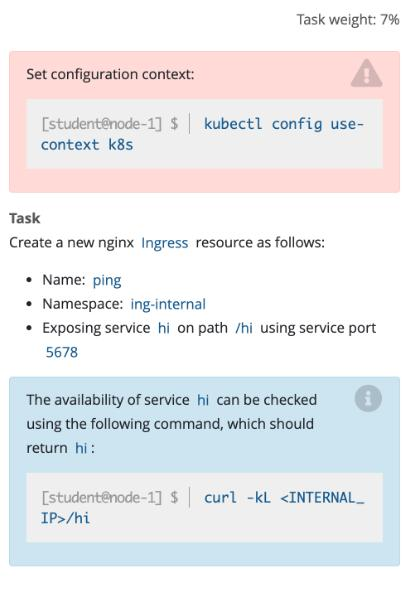 Task weight: 7%
Set configuration context:
[student@node-1] $ | kubectl config use-
context k8s
Task
Create a new nginx Ingress resource as follows:
• Name: ping
• Namespace: ing-internal
• Exposing service hi on path /hi using service port
5678
The availability of service hi can be checked
using the following command, which should
return hi :
[student@node-1] $ | curl -kL <INTERNAL_
IP>/hi